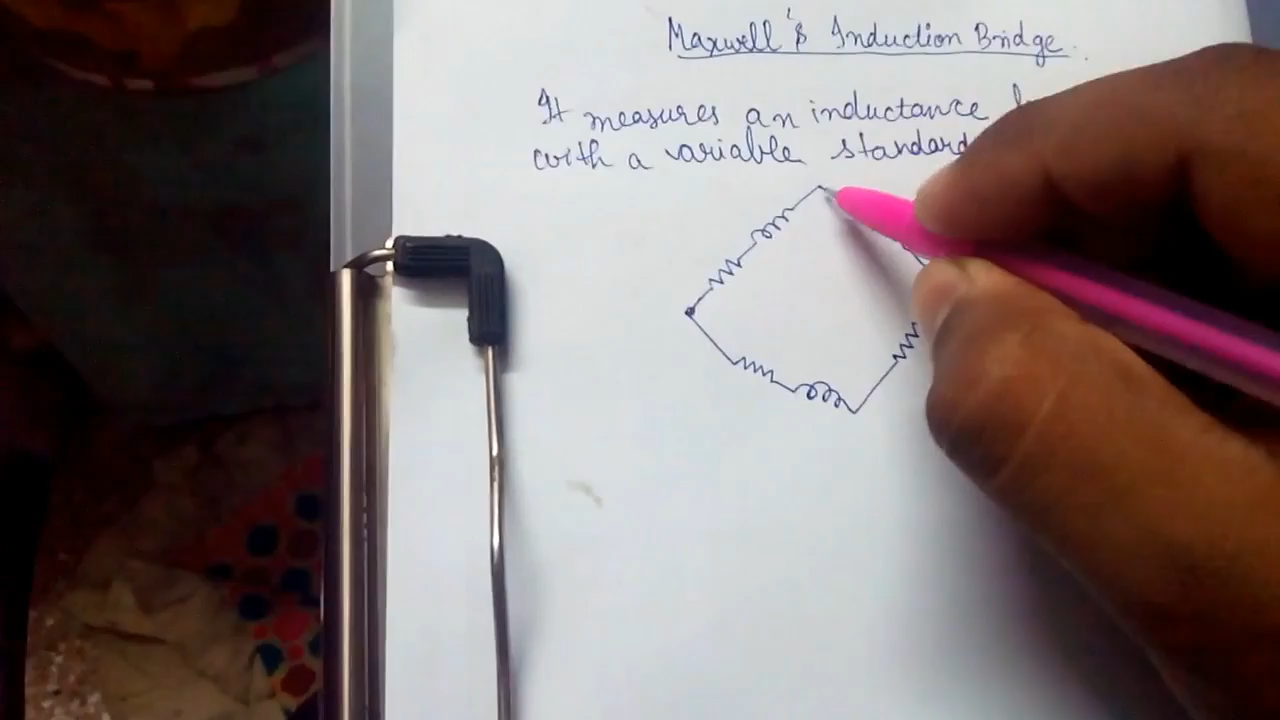 Maxwell's Induction Bridge.
It measures an inductance
with a variable standard